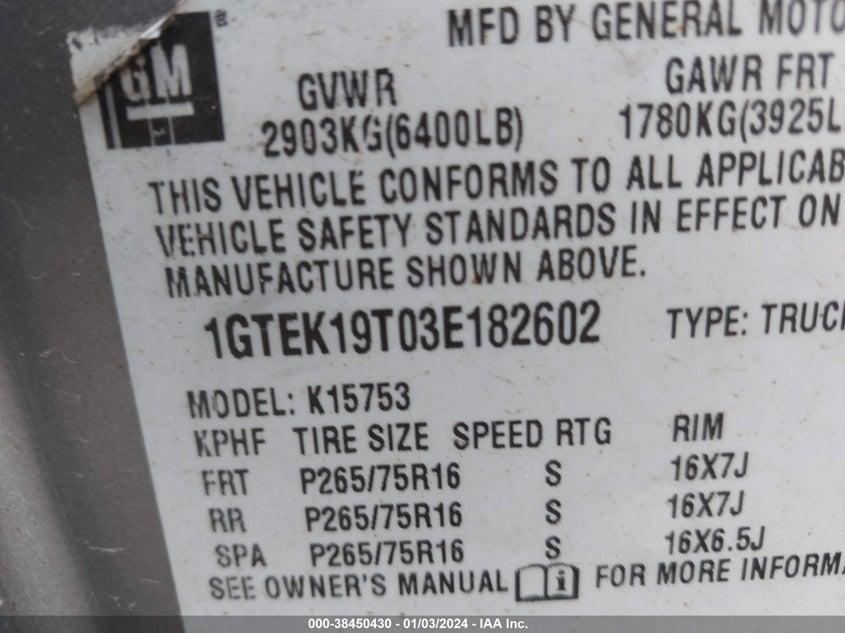 GM
MFD BY GENERAL MOTO
GVWR GAWR FRT
2903KG(6400LB) 1780KG(3925L
THIS VEHICLE CONFORMS TO ALL APPLICAB
VEHICLE SAFETY STANDARDS IN EFFECT ON
MANUFACTURE SHOWN ABOVE.
1GTEK19T03E182602 TYPE: TRUCK
MODEL: K15753
KPHF TIRE SIZE SPEED RTG RIM
FRT P265/75R16 S 16X7J
RR P265/75R16 S 16X7J
SPA P265/75R16 S 16X6.5J
SEE OWNER'S MANUAL i FOR MORE INFORMA
000-38450430 - 01/03/2024 - IAA Inc.